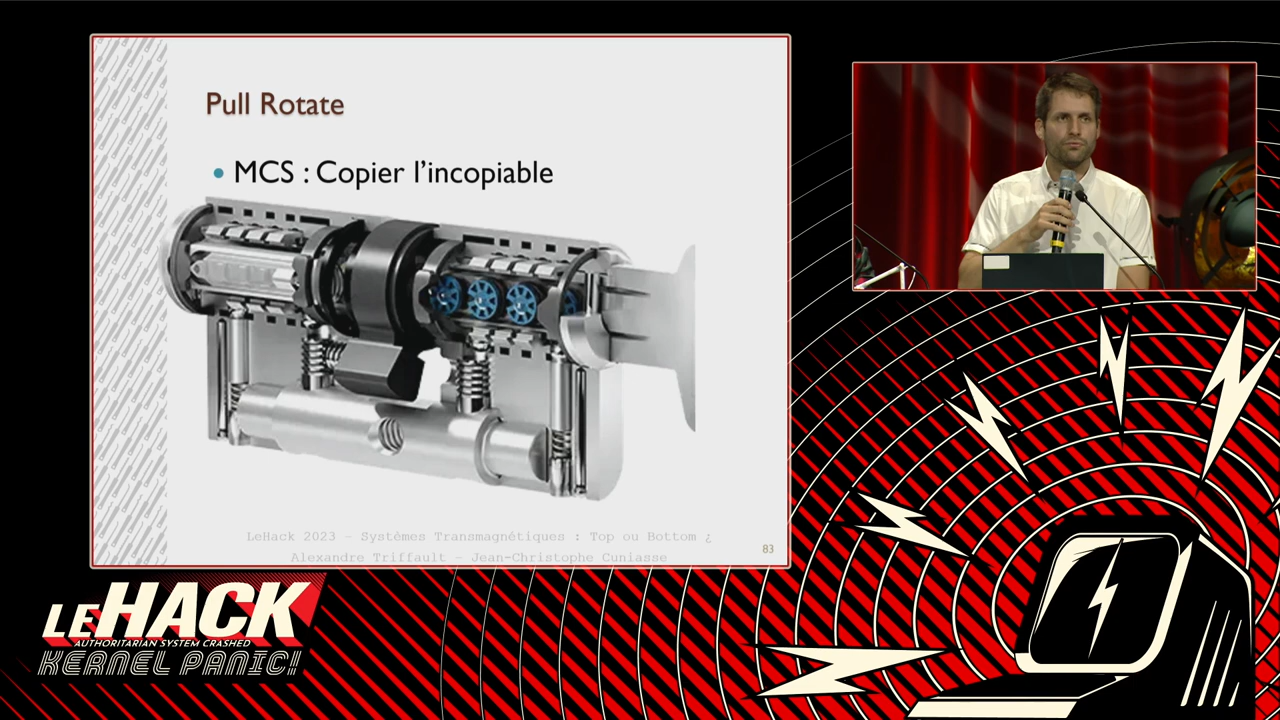 Pull Rotate
• MCS : Copier l'incopiable
LeHack 2023 – Systèmes Transmagnétiques : Top ou Bottom ¿
Alexandre Triffault – Jean-Christophe Cuniasse
83
LEHACK
AUTHORITARIAN SYSTEM CRASHED
KERNEL PANIC!